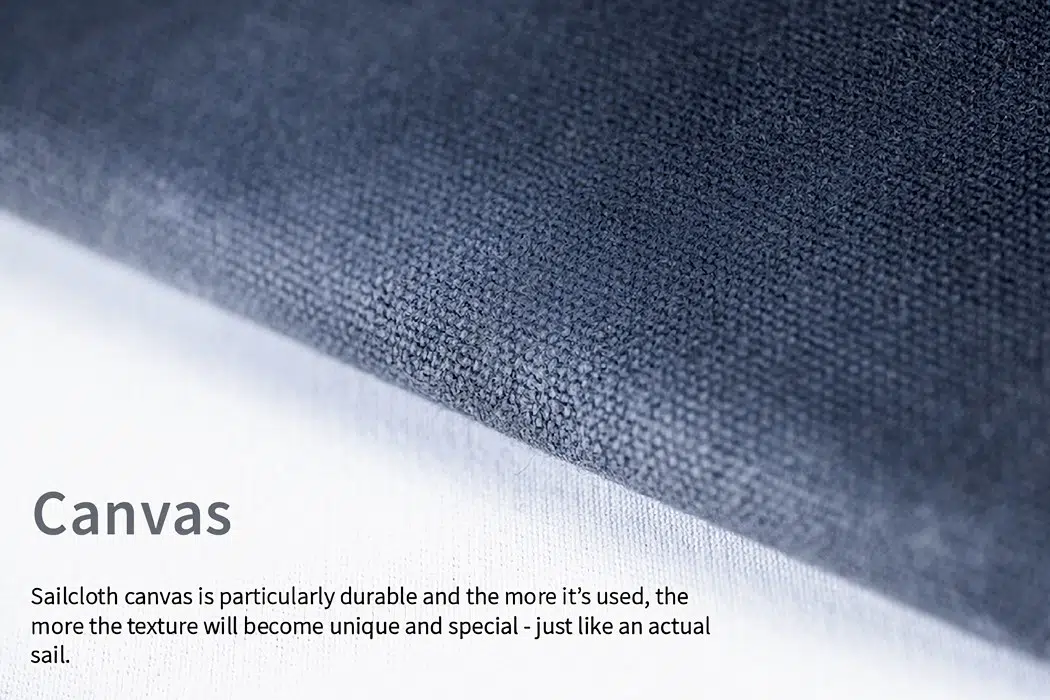 Canvas
Sailcloth canvas is particularly durable and the more it’s used, the
more the texture will become unique and special - just like an actual
sail.